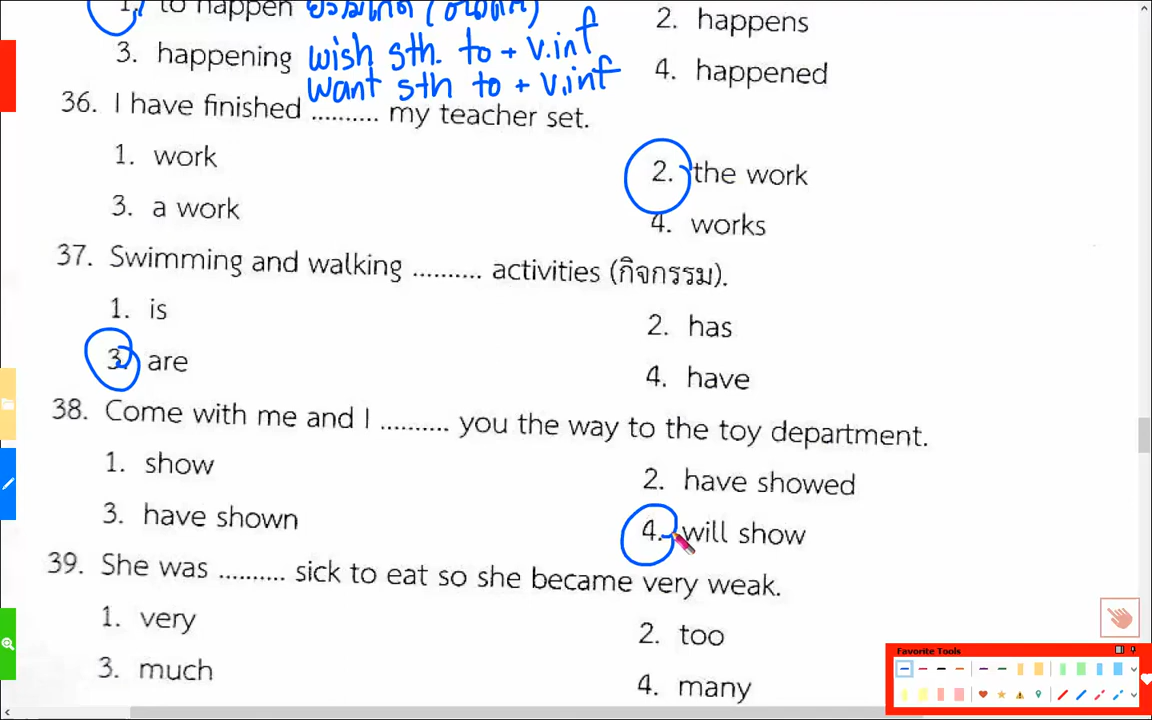 1. to happen
2. happens
3. happening wish sth. to + v.inf
want sth to + v.inf
4. happened
36. I have finished .......... my teacher set.
1. work
2. the work
3. a work
4. works
37. Swimming and walking .......... activities (กิจกรรม).
1. is
2. has
3. are
4. have
38. Come with me and I .......... you the way to the toy department.
1. show
2. have showed
3. have shown
4. will show
39. She was .......... sick to eat so she became very weak.
1. very
2. too
3. much
4. many
Favorite Tools